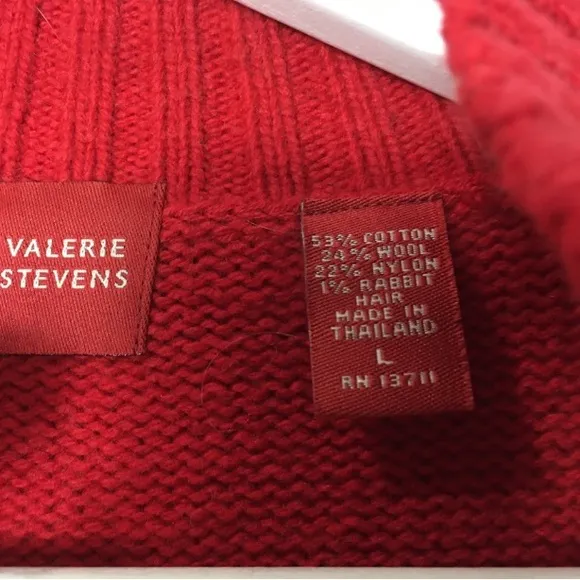 VALERIE
STEVENS
53% COTTON
24% WOOL
22% NYLON
1% RABBIT
HAIR
MADE IN
THAILAND
L
RN 13711